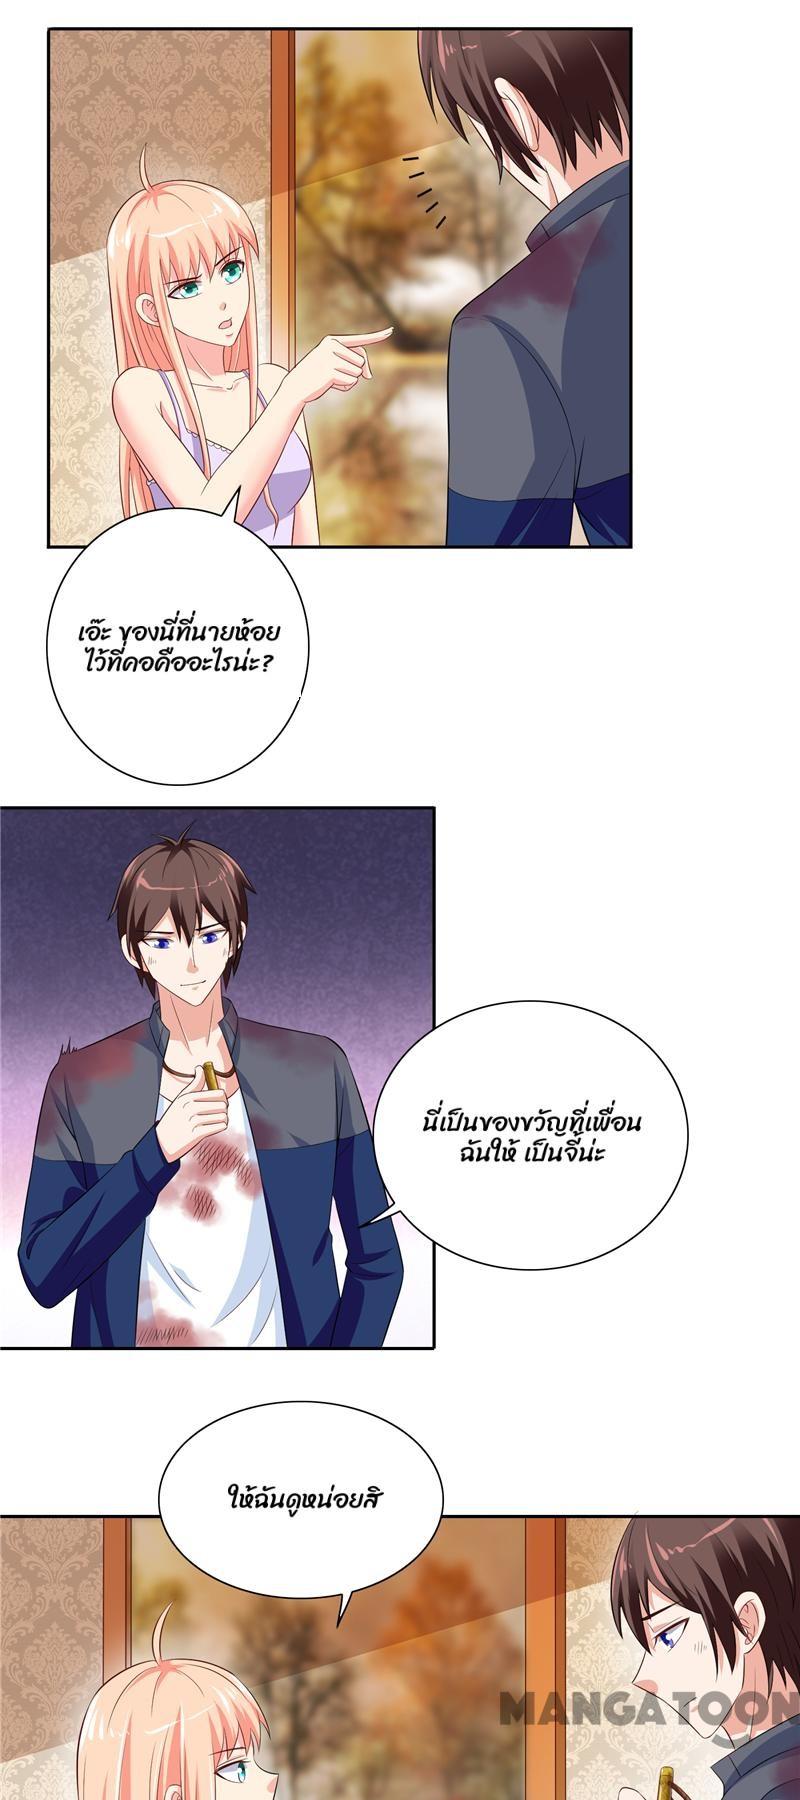 เอ๊ะ ของนี่ที่นายห้อย
ไว้ที่คอคืออะไรน่ะ?
นี่เป็นของขวัญที่เพื่อน
ฉันให้ เป็นจี้น่ะ
ให้ฉันดูหน่อยสิ
MANGATOON